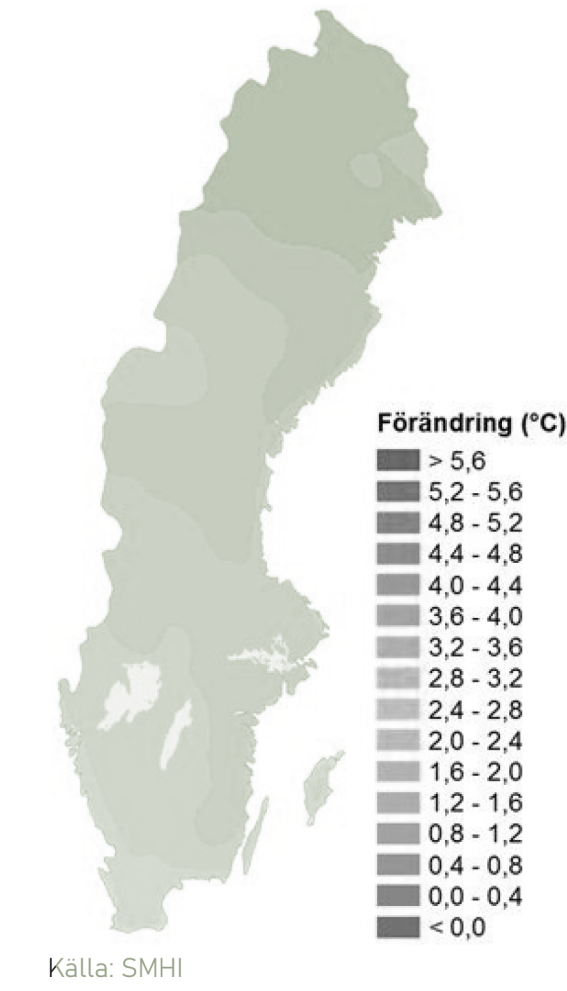 Förändring (°C)
> 5,6
5,2 - 5,6
4,8 - 5,2
4,4 - 4,8
4,0 - 4,4
3,6 - 4,0
3,2 - 3,6
2,8 - 3,2
2,4 - 2,8
2,0 - 2,4
1,6 - 2,0
1,2 - 1,6
0,8 - 1,2
0,4 - 0,8
0,0 - 0,4
< 0,0
Källa: SMHI